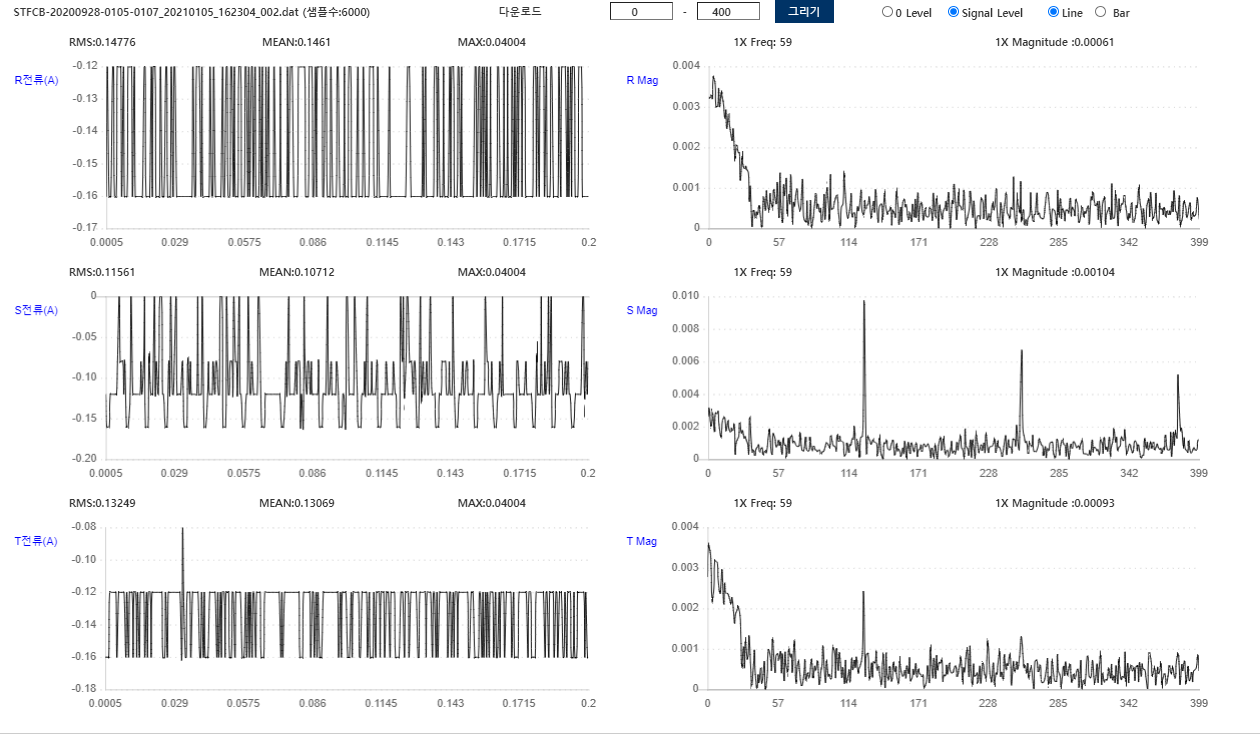 STFCB-20200928-0105-0107_20210105_162304_002.dat (샘플수:6000) 다운로드 0 - 400 그리기 0 Level Signal Level Line Bar
RMS:0.14776 MEAN:0.1461 MAX:0.04004
R전류(A)
-0.12
-0.13
-0.14
-0.15
-0.16
-0.17
0.0005 0.029 0.0575 0.086 0.1145 0.143 0.1715 0.2
1X Freq: 59 1X Magnitude :0.00061
R Mag
0.004
0.003
0.002
0.001
0
0 57 114 171 228 285 342 399
RMS:0.11561 MEAN:0.10712 MAX:0.04004
S전류(A)
0
-0.05
-0.10
-0.15
-0.20
0.0005 0.029 0.0575 0.086 0.1145 0.143 0.1715 0.2
1X Freq: 59 1X Magnitude :0.00104
S Mag
0.010
0.008
0.006
0.004
0.002
0
0 57 114 171 228 285 342 399
RMS:0.13249 MEAN:0.13069 MAX:0.04004
T전류(A)
-0.08
-0.10
-0.12
-0.14
-0.16
-0.18
0.0005 0.029 0.0575 0.086 0.1145 0.143 0.1715 0.2
1X Freq: 59 1X Magnitude :0.00093
T Mag
0.004
0.003
0.002
0.001
0
0 57 114 171 228 285 342 399